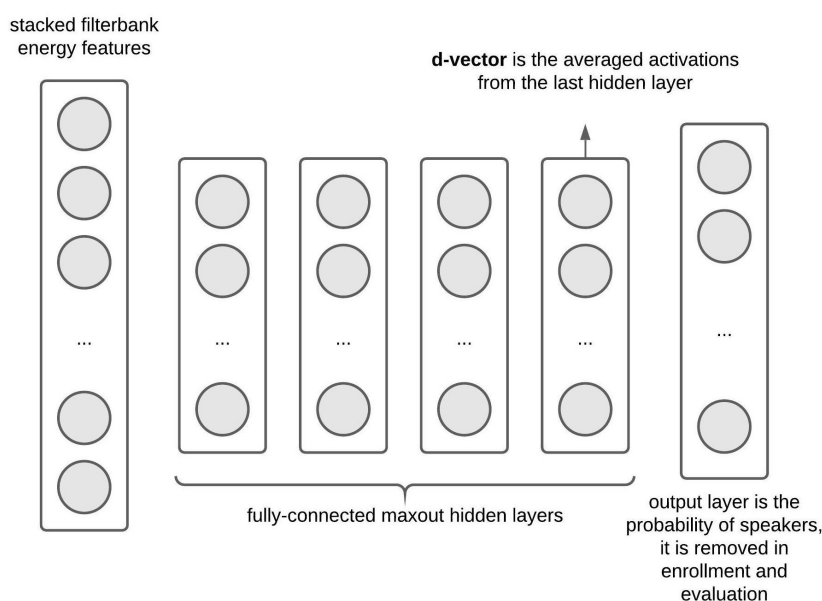 stacked filterbank
energy features
d-vector is the averaged activations
from the last hidden layer
...
...
...
...
...
...
fully-connected maxout hidden layers
output layer is the
probability of speakers,
it is removed in
enrollment and
evaluation